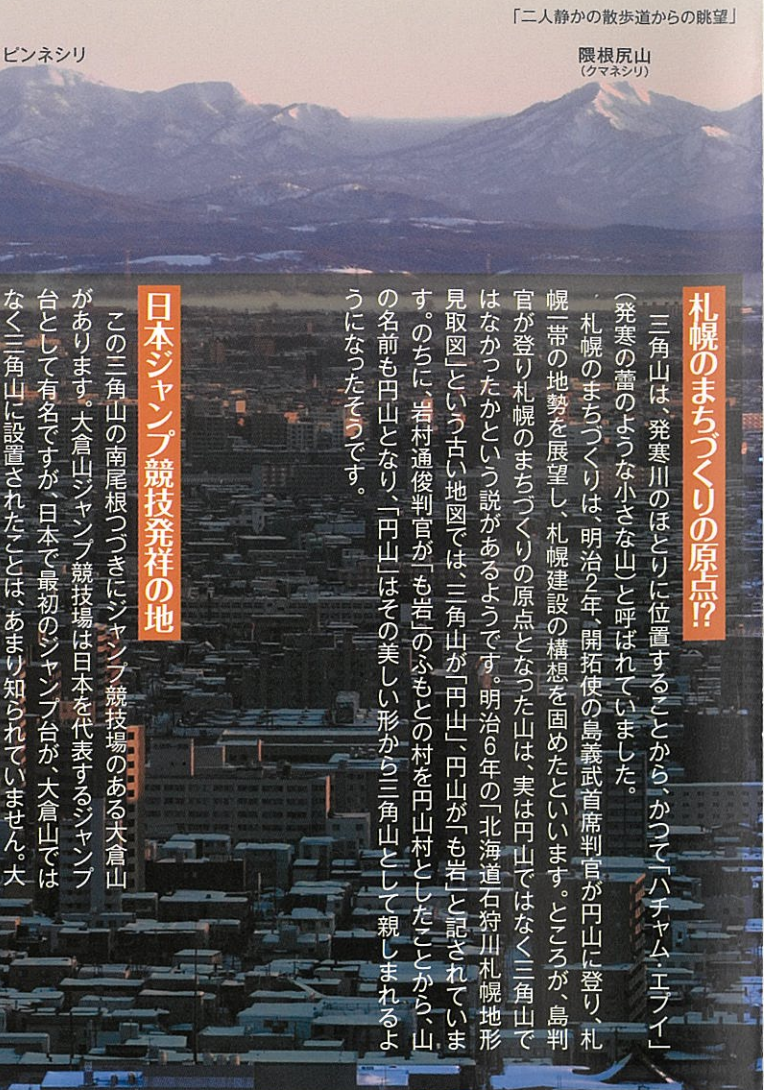 「二人静かの散歩道からの眺望」
ピンネシリ
隈根尻山
(クマネシリ)
札幌のまちづくりの原点!?
三角山は、発寒川のほとりに位置することから、かつて「ハチャム・エプイ」
(発寒の蕾のような小さな山)と呼ばれていました。
札幌のまちづくりは、明治2年、開拓使の島義武首席判官が円山に登り、札
幌一帯の地勢を展望し、札幌建設の構想を固めたといいます。ところが、島判
官が登り札幌のまちづくりの原点となった山は、実は円山ではなく三角山で
はなかったかという説があるようです。明治6年の「北海道石狩川札幌地形
見取図」という古い地図では、三角山が「円山」、円山が「も岩」と記されていま
す。のちに、岩村通俊判官が「も岩」のふもとの村を円山村としたことから、山
の名前も円山となり、「円山」はその美しい形から三角山として親しまれるよ
うになったそうです。
日本ジャンプ競技発祥の地
この三角山の南尾根つづきにジャンプ競技場のある大倉山
があります。大倉山ジャンプ競技場は日本を代表するジャンプ
台として有名ですが、日本で最初のジャンプ台が、大倉山では
なく三角山に設置されたことは、あまり知られていません。大